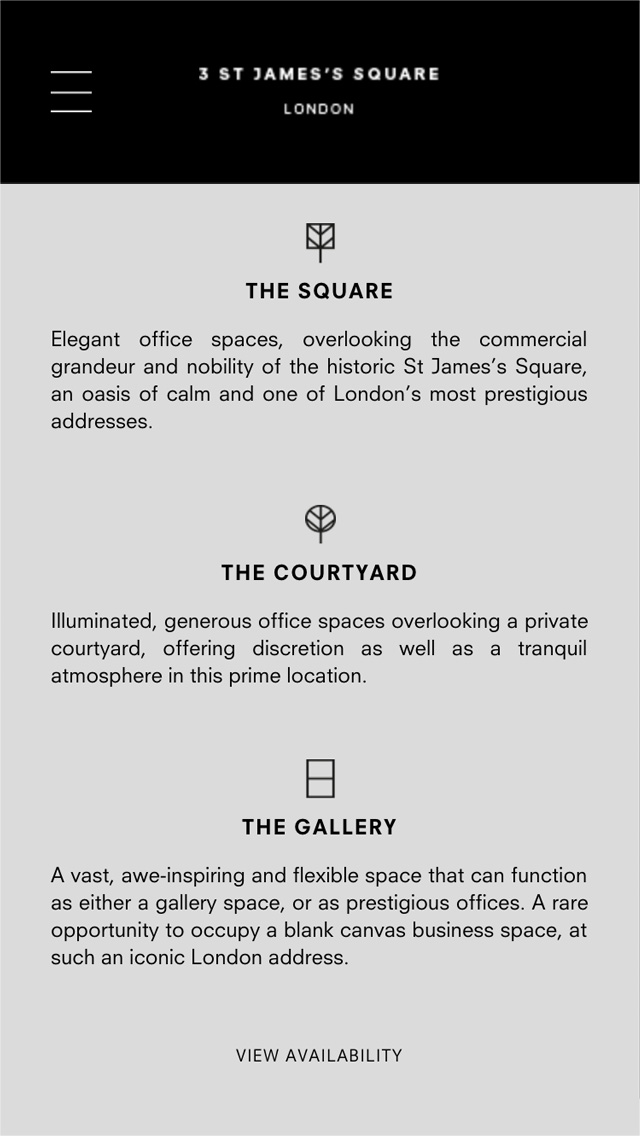 3 ST JAMES'S SQUARE
LONDON
THE SQUARE
Elegant office spaces, overlooking the commercial
grandeur and nobility of the historic St James's Square,
an oasis of calm and one of London's most prestigious
addresses.
THE COURTYARD
Illuminated, generous office spaces overlooking a private
courtyard, offering discretion as well as a tranquil
atmosphere in this prime location.
THE GALLERY
A vast, awe-inspiring and flexible space that can function
as either a gallery space, or as prestigious offices. A rare
opportunity to occupy a blank canvas business space, at
such an iconic London address.
VIEW AVAILABILITY